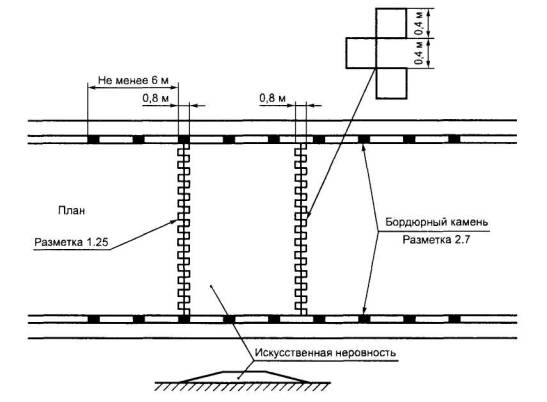 0,4 м
0,4 м
Не менее 6 м
0,8 м
0,8 м
План
Разметка 1.25
Бордюрный камень
Разметка 2.7
Искусственная неровность